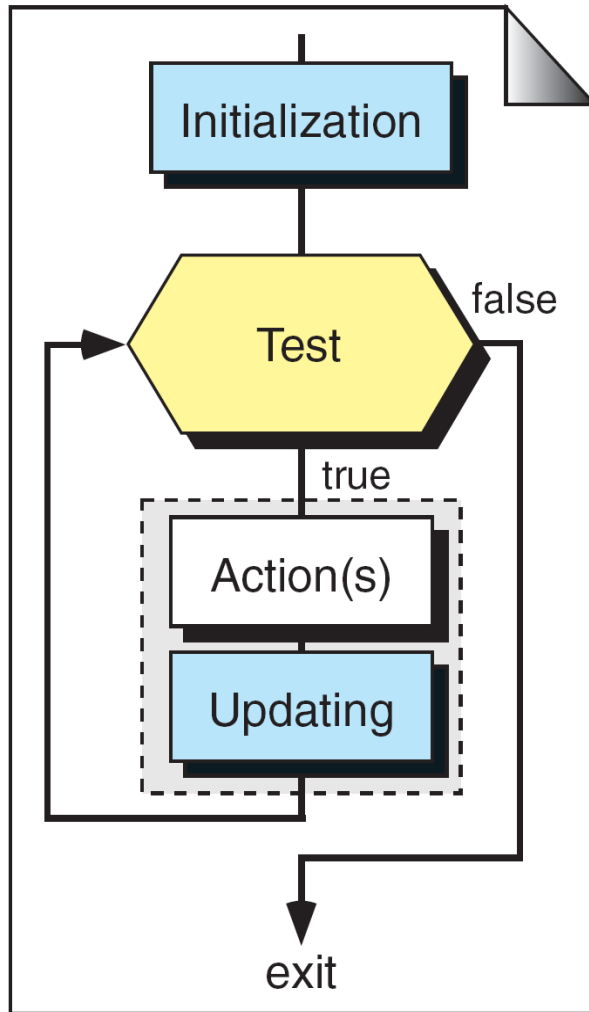 Initialization
false
Test
true
Action(s)
Updating
exit